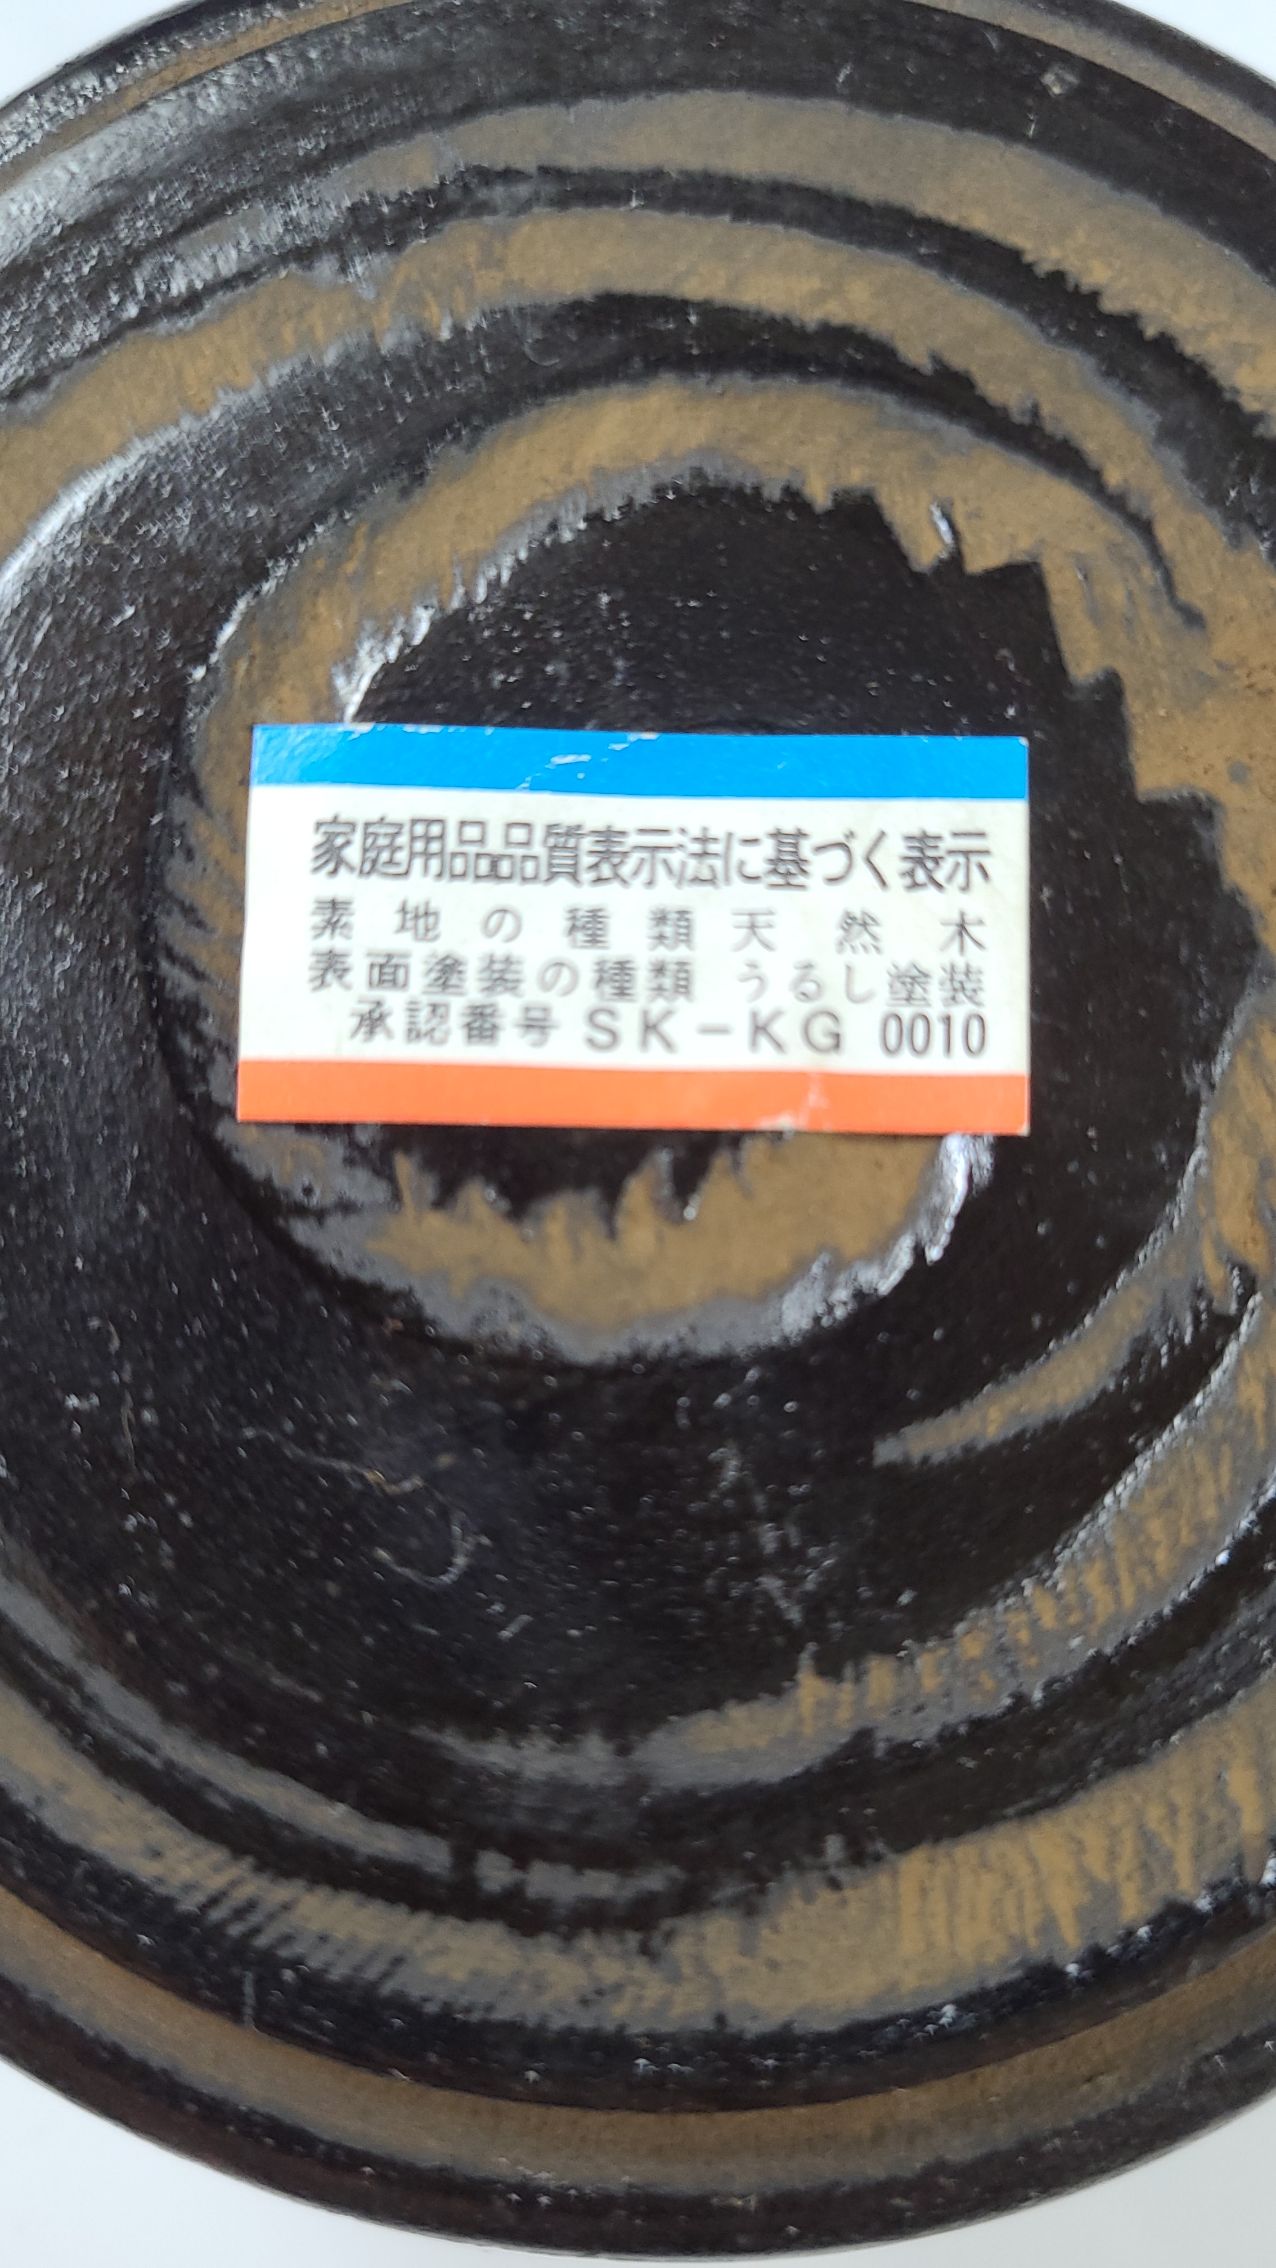 家庭用品品質表示法に基づく表示
素地の種類 天然木
表面塗装の種類 うるし塗装
承認番号 SK-KG 0010